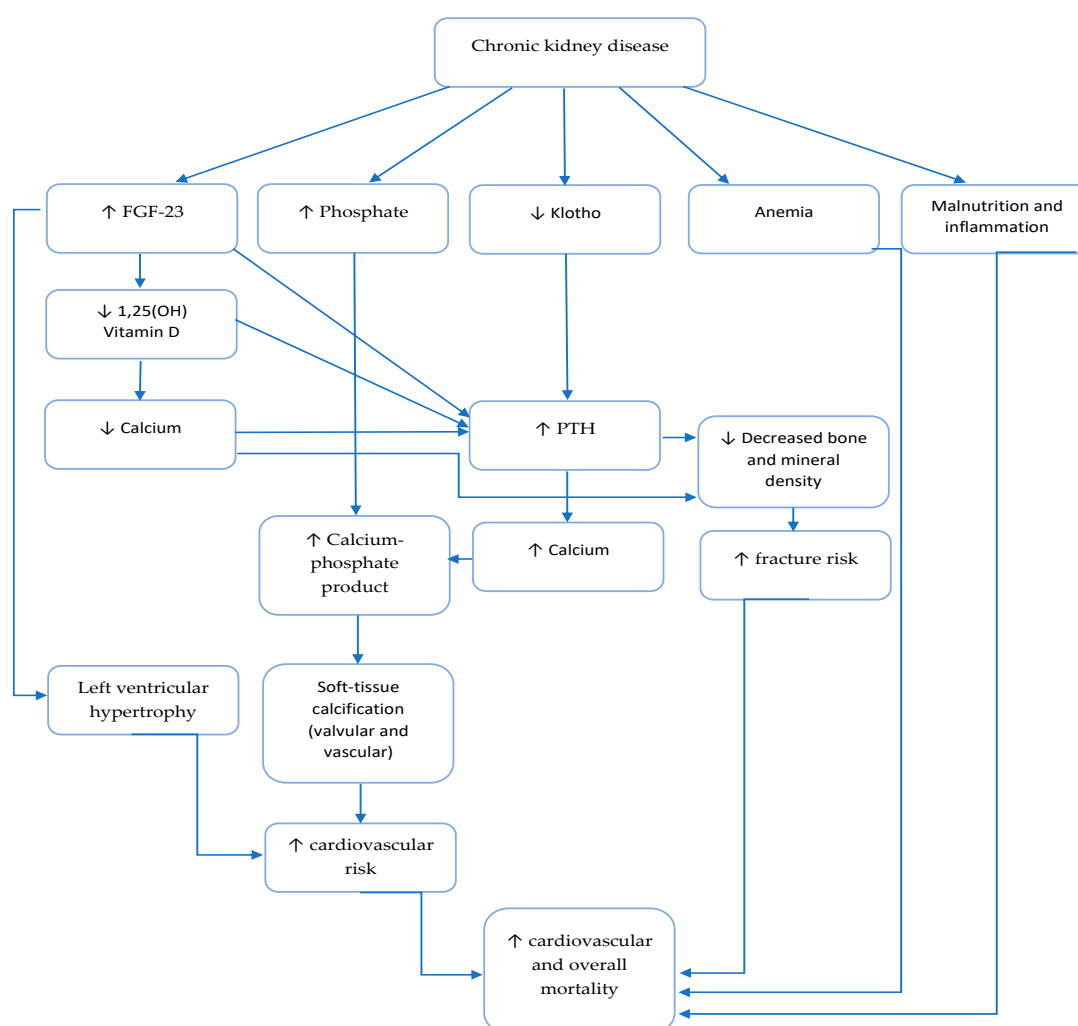 Chronic kidney disease
↑ FGF-23
↑ Phosphate
↓ Klotho
Anemia
Malnutrition and
inflammation
↓ 1,25(OH)
Vitamin D
↓ Calcium
↑ PTH
↓ Decreased bone
and mineral
density
↑ Calcium-
phosphate
product
↑ Calcium
↑ fracture risk
Left ventricular
hypertrophy
Soft-tissue
calcification
(valvular and
vascular)
↑ cardiovascular
risk
↑ cardiovascular
and overall
mortality